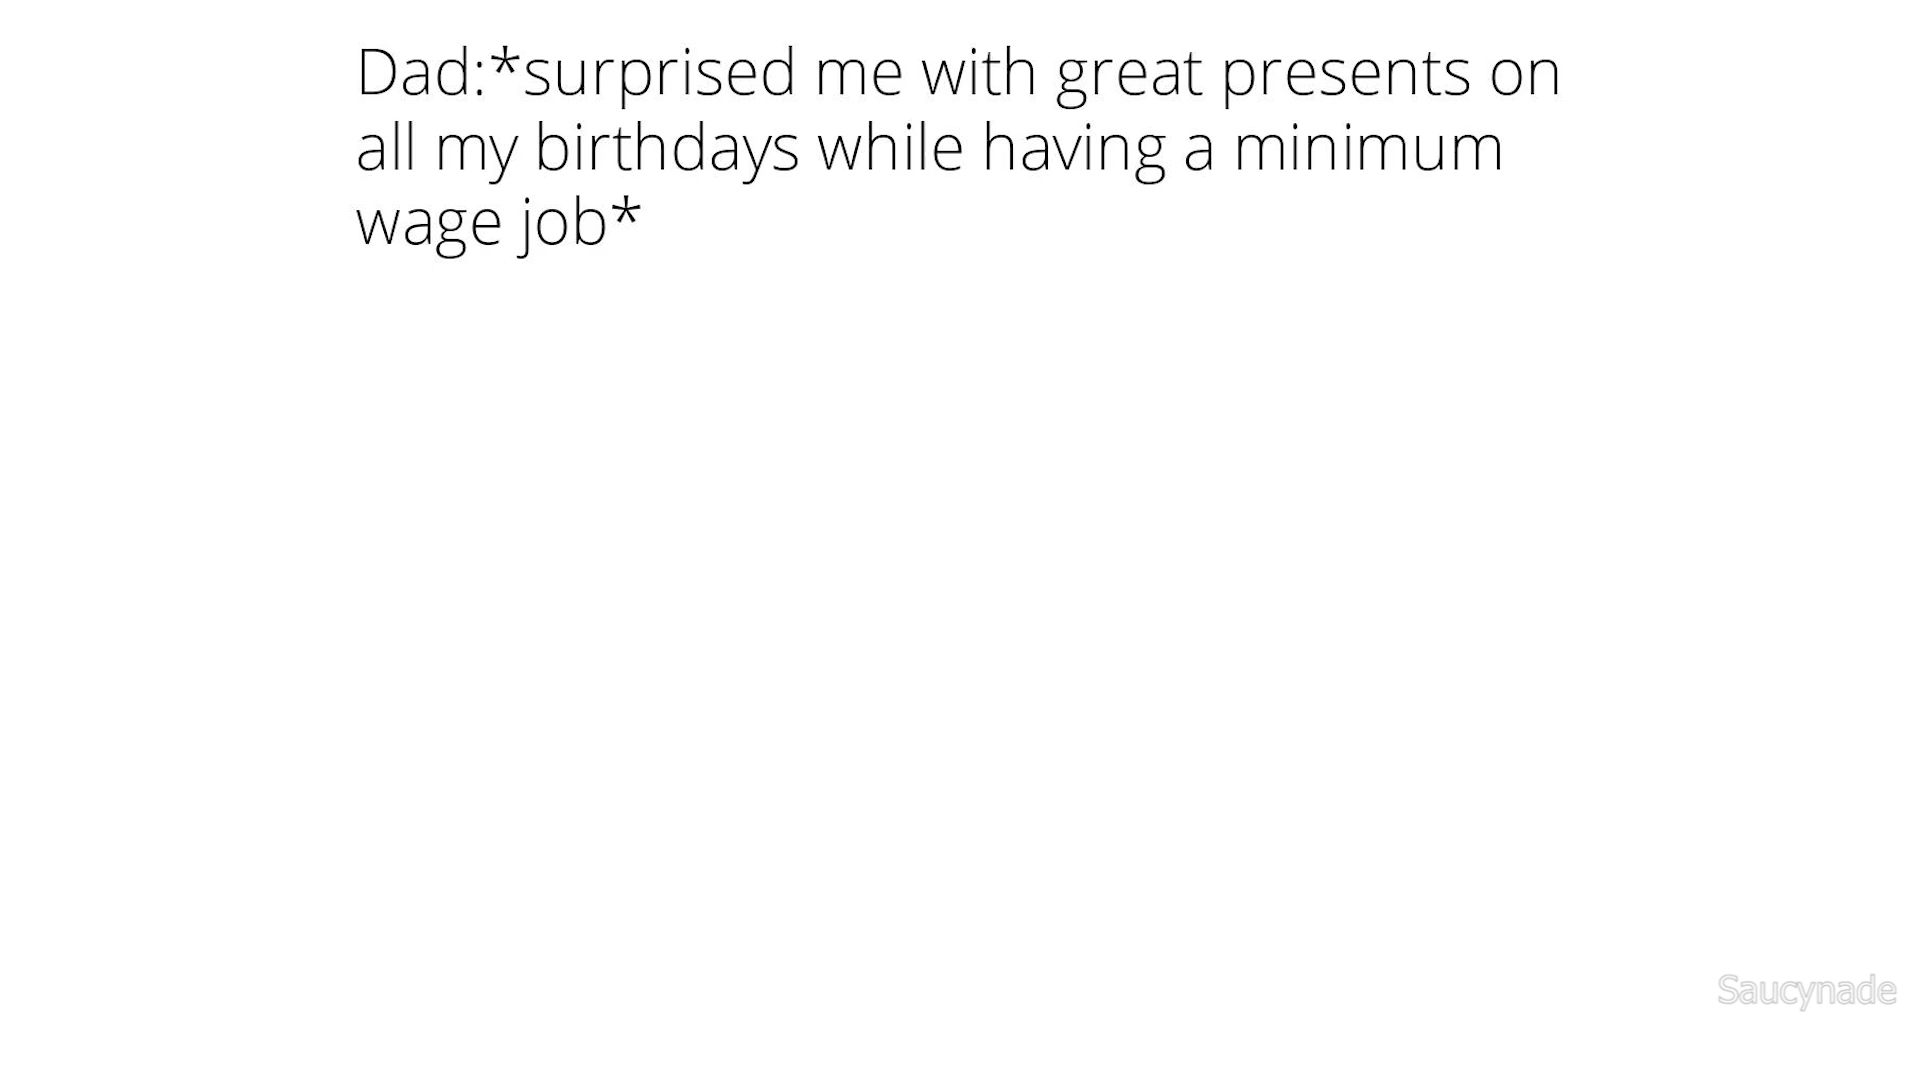 Dad:*surprised me with great presents on
all my birthdays while having a minimum
wage job*
Saucynade